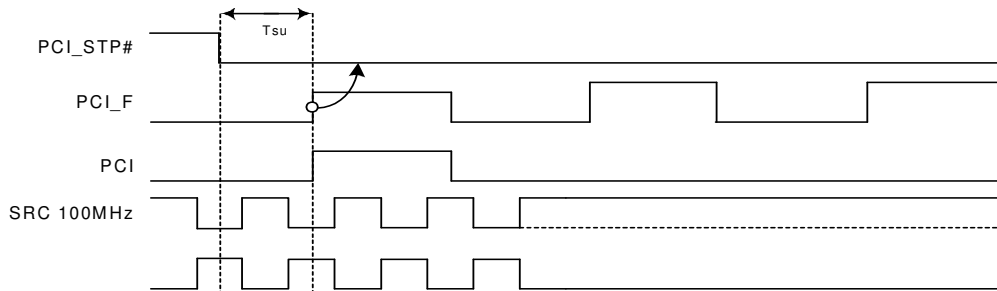 Tsu
PCI_STP#
PCI_F
PCI
SRC 100MHz